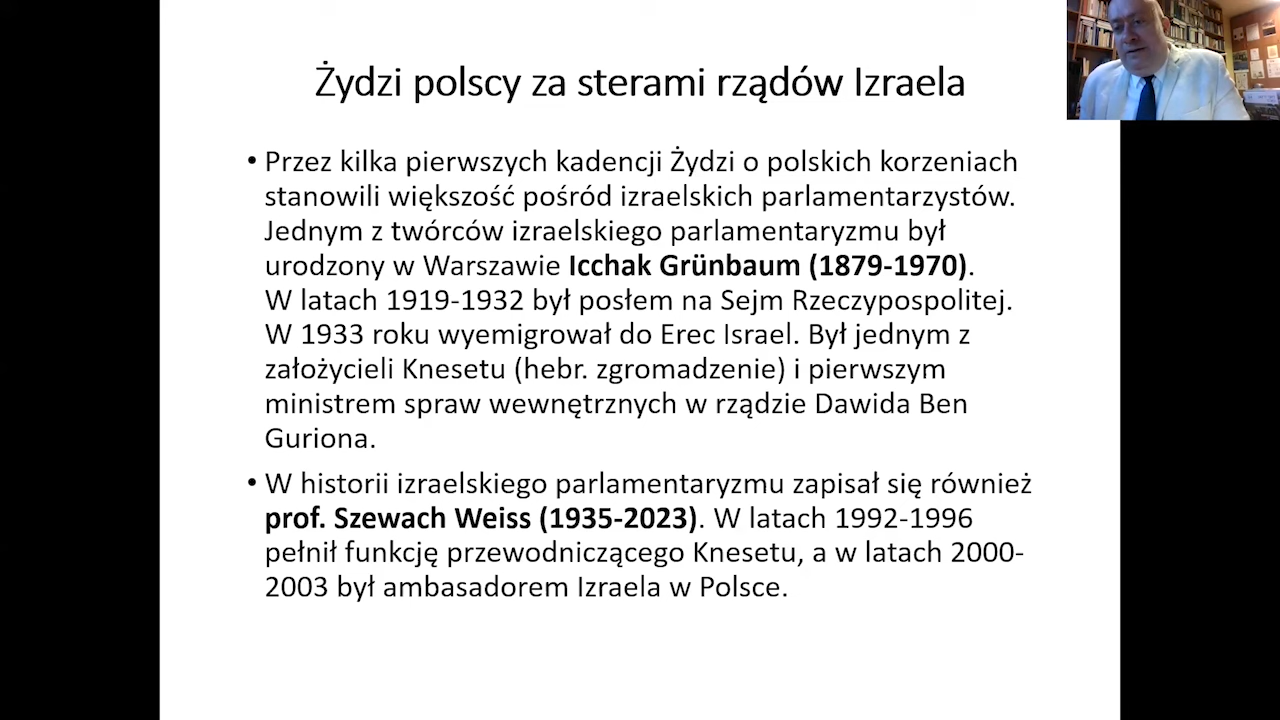 Żydzi polscy za sterami rządów Izraela
• Przez kilka pierwszych kadencji Żydzi o polskich korzeniach
stanowili większość pośród izraelskich parlamentarzystów.
Jednym z twórców izraelskiego parlamentaryzmu był
urodzony w Warszawie Icchak Grünbaum (1879-1970).
W latach 1919-1932 był posłem na Sejm Rzeczypospolitej.
W 1933 roku wyemigrował do Erec Israel. Był jednym z
założycieli Knesetu (hebr. zgromadzenie) i pierwszym
ministrem spraw wewnętrznych w rządzie Dawida Ben
Guriona.
• W historii izraelskiego parlamentaryzmu zapisał się również
prof. Szewach Weiss (1935-2023). W latach 1992-1996
pełnił funkcję przewodniczącego Knesetu, a w latach 2000-
2003 był ambasadorem Izraela w Polsce.